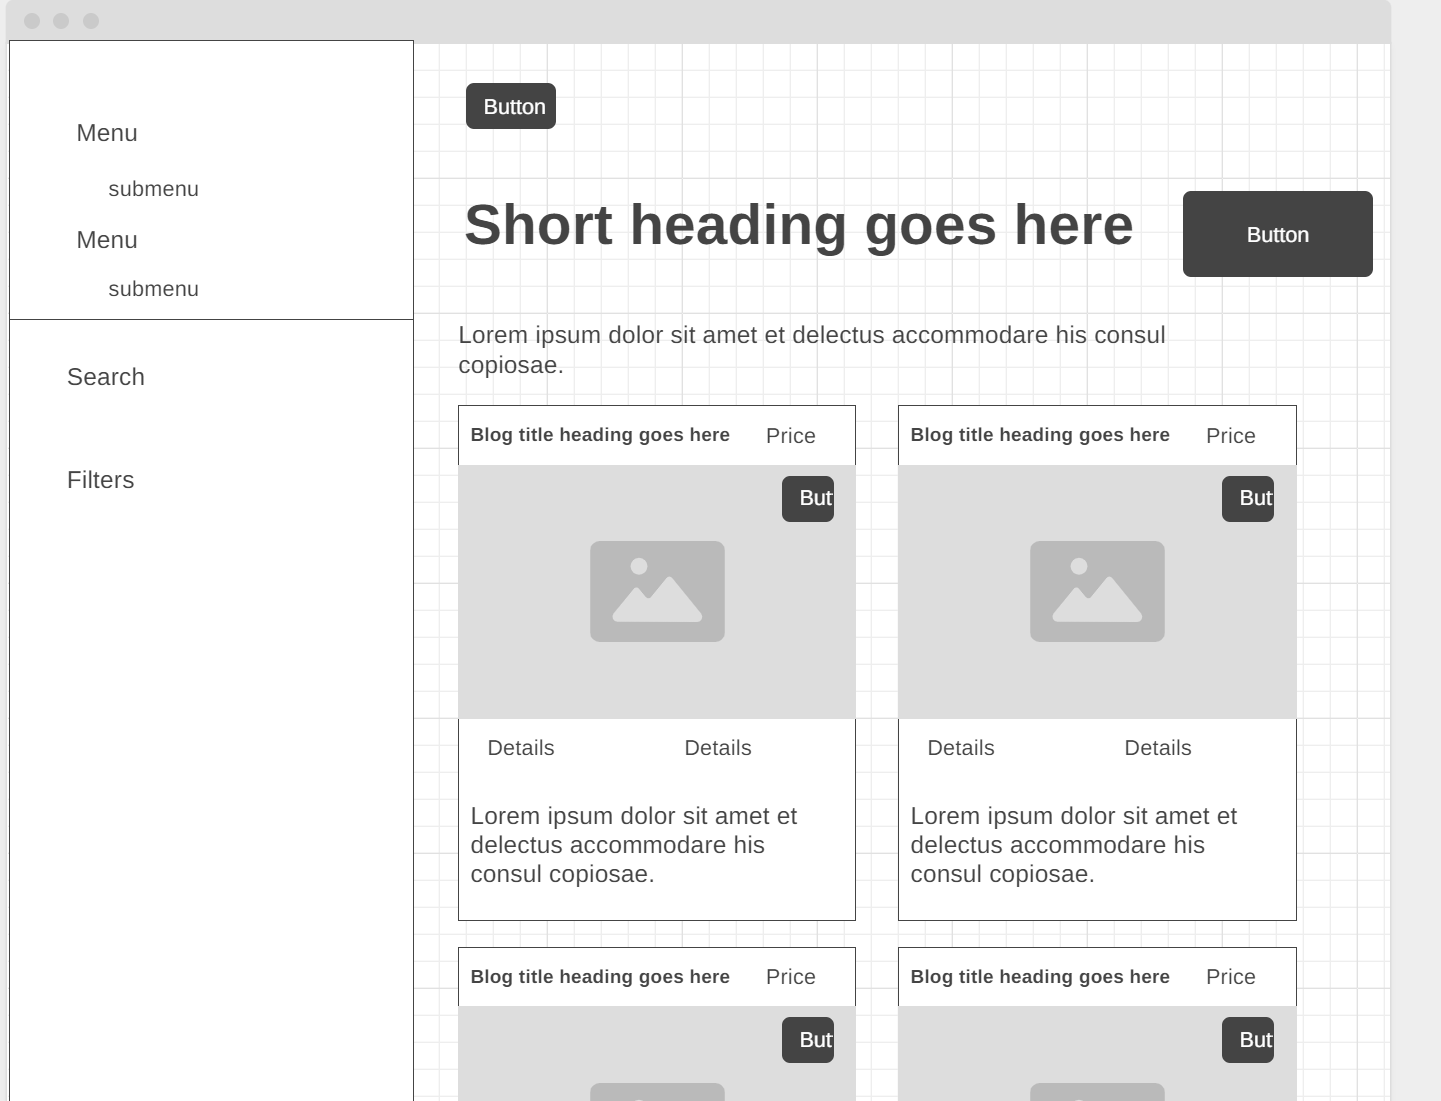 Menu
submenu
Menu
submenu
Search
Filters
Button
Short heading goes here
Button
Lorem ipsum dolor sit amet et delectus accommodare his consul
copiosae.
Blog title heading goes here
Price
But
Details
Details
Lorem ipsum dolor sit amet et
delectus accommodare his
consul copiosae.
Blog title heading goes here
Price
But
Details
Details
Lorem ipsum dolor sit amet et
delectus accommodare his
consul copiosae.
Blog title heading goes here
Price
But
Blog title heading goes here
Price
But